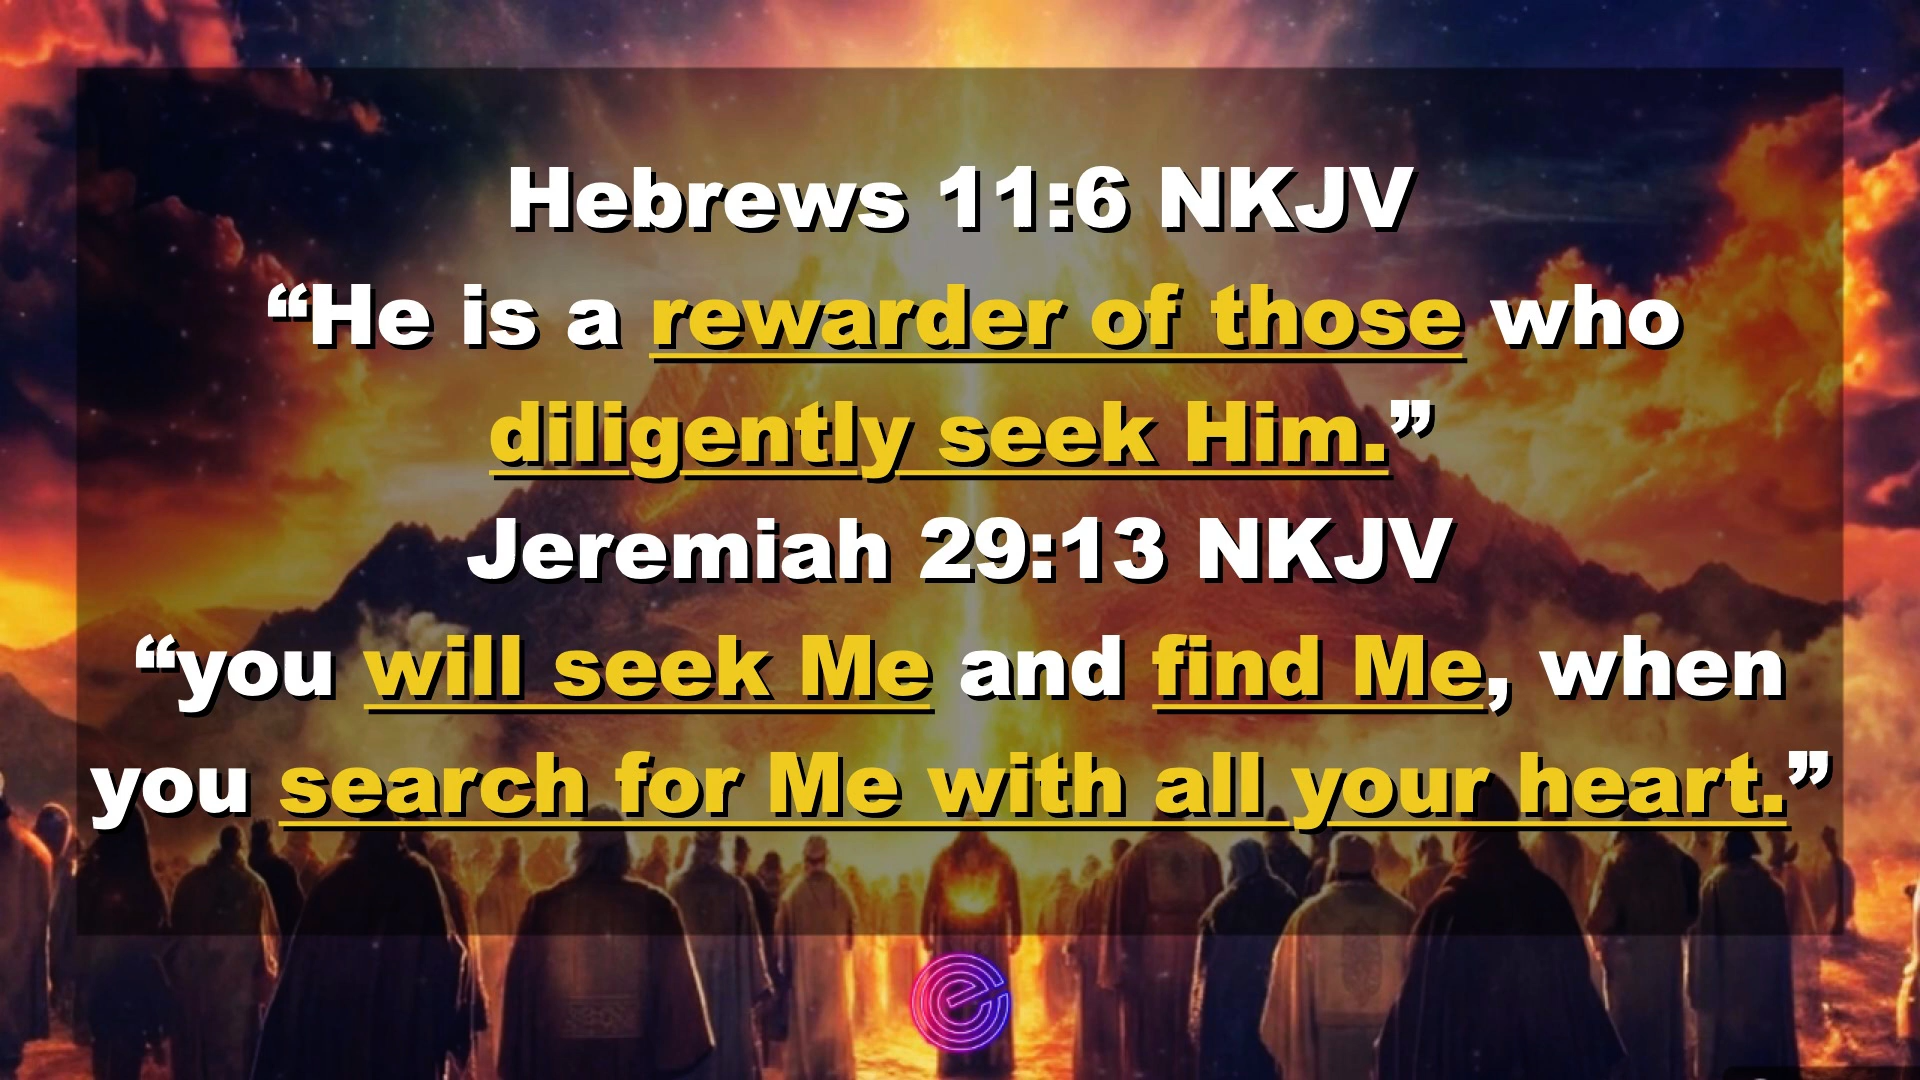 Hebrews 11:6 NKJV
“He is a rewarder of those who
diligently seek Him.”
Jeremiah 29:13 NKJV
“you will seek Me and find Me, when
you search for Me with all your heart.”